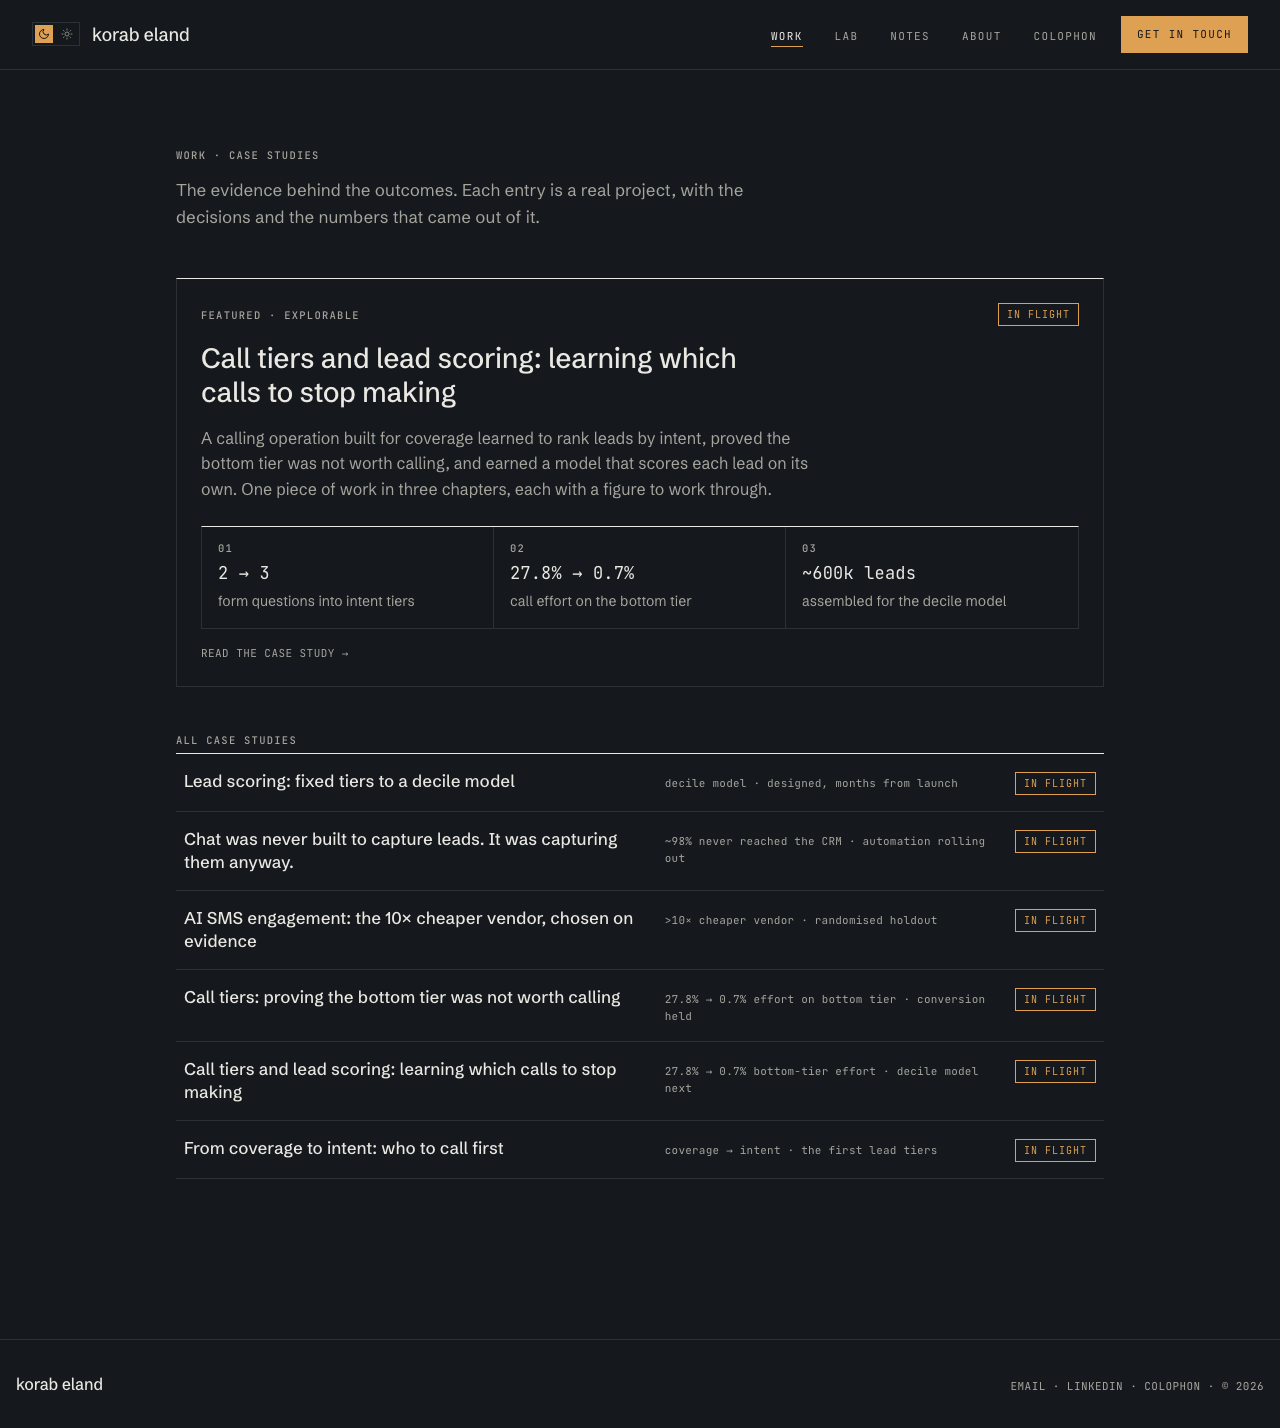 korab eland
WORK
LAB
NOTES
ABOUT
COLOPHON
GET IN TOUCH
WORK · CASE STUDIES
The evidence behind the outcomes. Each entry is a real project, with the
decisions and the numbers that came out of it.
FEATURED · EXPLORABLE
IN FLIGHT
Call tiers and lead scoring: learning which
calls to stop making
A calling operation built for coverage learned to rank leads by intent, proved the
bottom tier was not worth calling, and earned a model that scores each lead on its
own. One piece of work in three chapters, each with a figure to work through.
01
2 → 3
form questions into intent tiers
02
27.8% → 0.7%
call effort on the bottom tier
03
~600k leads
assembled for the decile model
READ THE CASE STUDY →
ALL CASE STUDIES
Lead scoring: fixed tiers to a decile model
decile model · designed, months from launch
IN FLIGHT
Chat was never built to capture leads. It was capturing
them anyway.
~98% never reached the CRM · automation rolling
out
IN FLIGHT
AI SMS engagement: the 10× cheaper vendor, chosen on
evidence
>10× cheaper vendor · randomised holdout
IN FLIGHT
Call tiers: proving the bottom tier was not worth calling
27.8% → 0.7% effort on bottom tier · conversion
held
IN FLIGHT
Call tiers and lead scoring: learning which calls to stop
making
27.8% → 0.7% bottom-tier effort · decile model
next
IN FLIGHT
From coverage to intent: who to call first
coverage → intent · the first lead tiers
IN FLIGHT
korab eland
EMAIL · LINKEDIN · COLOPHON · © 2026